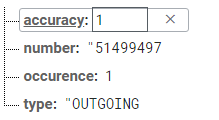 accuracy: 1 ×
number: "51499497
occurence: 1
type: "OUTGOING